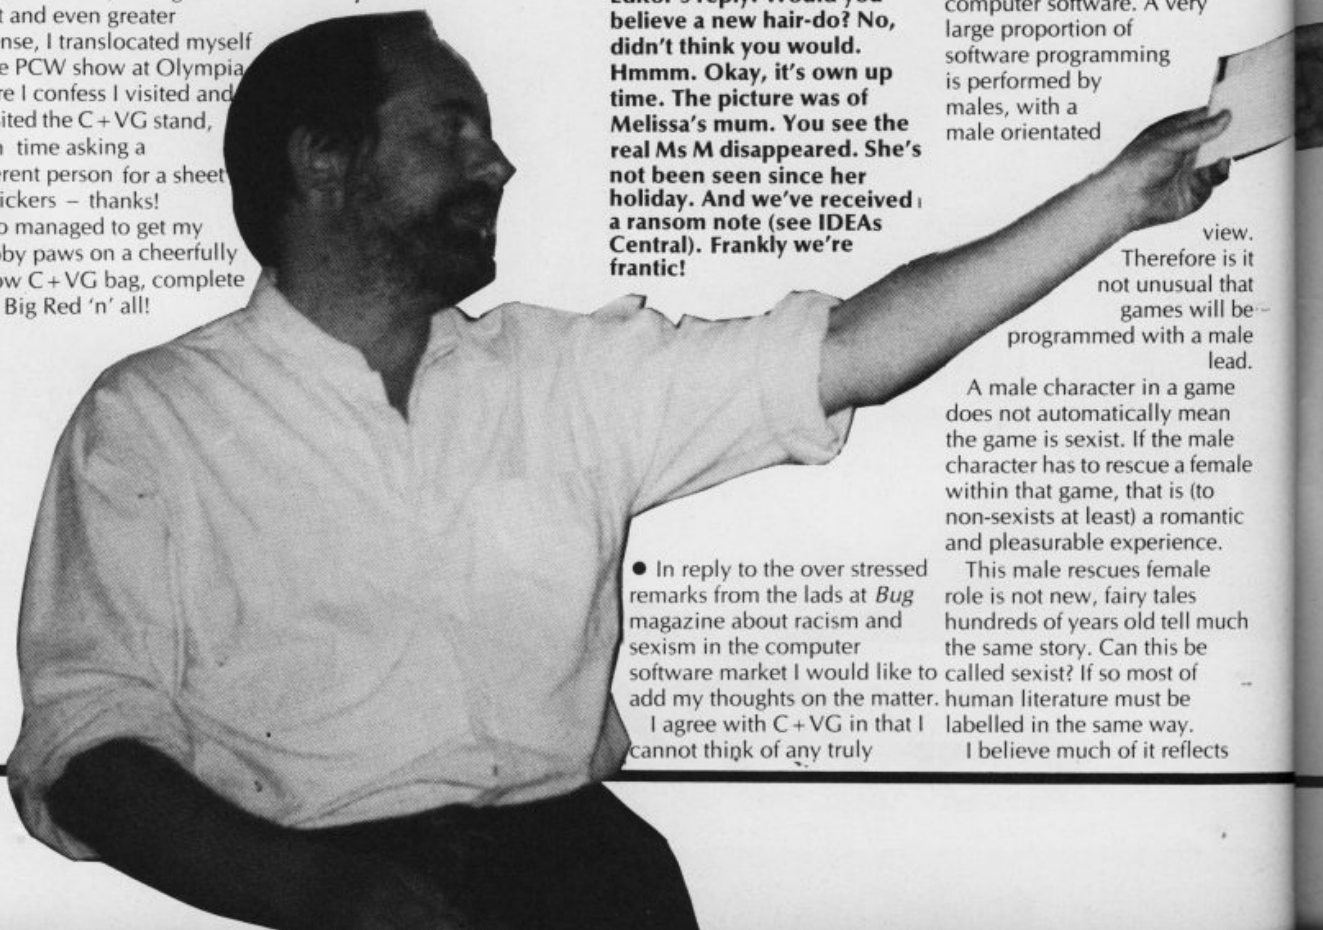 t and even greater
nse, I translocated myself
e PCW show at Olympia
re I confess I visited and
ited the C+VG stand,
time asking a
rent person for a sheet
ickers – thanks!
o managed to get my
by paws on a cheerfully
ow C+VG bag, complete
Big Red 'n' all!
believe a new hair-do? No,
didn't think you would.
Hmmm. Okay, it's own up
time. The picture was of
Melissa's mum. You see the
real Ms M disappeared. She's
not been seen since her
holiday. And we've received
a ransom note (see IDEAs
Central). Frankly we're
frantic!
● In reply to the over stressed
remarks from the lads at Bug
magazine about racism and
sexism in the computer
software market I would like to
add my thoughts on the matter.
I agree with C+VG in that I
cannot think of any truly
computer software. A very
large proportion of
software programming
is performed by
males, with a
male orientated
view.
Therefore is it
not unusual that
games will be
programmed with a male
lead.
A male character in a game
does not automatically mean
the game is sexist. If the male
character has to rescue a female
within that game, that is (to
non-sexists at least) a romantic
and pleasurable experience.
This male rescues female
role is not new, fairy tales
hundreds of years old tell much
the same story. Can this be
called sexist? If so most of
human literature must be
labelled in the same way.
I believe much of it reflects